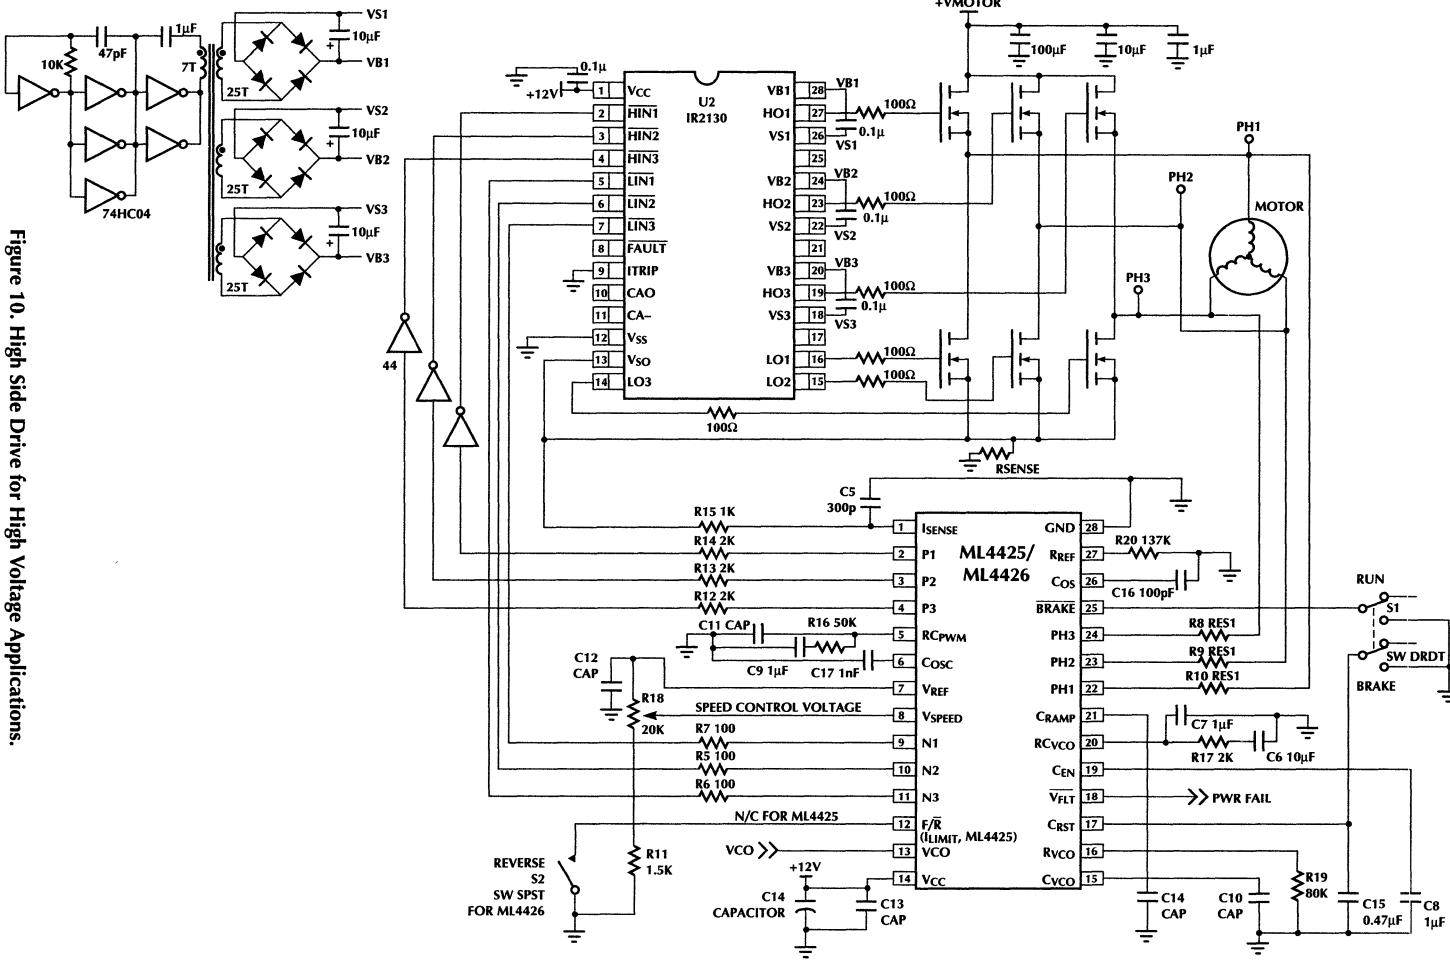 +VMOTOR
VS1
10µF
+
VB1
25T
1µF
47pF
10K
7T
VS2
10µF
+
VB2
25T
74HC04
VS3
10µF
+
VB3
25T
0.1µ
+12V
U2
IR2130
1 VCC
2 HIN1
3 HIN2
4 HIN3
5 LIN1
6 LIN2
7 LIN3
8 FAULT
9 ITRIP
10 CAO
11 CA–
12 VSS
13 VSO
14 LO3
VB1 28
HO1 27
VS1 26
25
VB2 24
HO2 23
VS2 22
21
VB3 20
HO3 19
VS3 18
17
LO1 16
LO2 15
VB1
100Ω
0.1µ
VS1
VB2
100Ω
0.1µ
VS2
VB3
100Ω
0.1µ
VS3
100Ω
100Ω
100Ω
100µF
10µF
1µF
PH1
PH2
PH3
MOTOR
44
RSENSE
C5
300p
R15 1K
R14 2K
R13 2K
R12 2K
C11 CAP
R16 50K
C9 1µF
C17 1nF
C12
CAP
R18
20K
SPEED CONTROL VOLTAGE
R7 100
R5 100
R6 100
N/C FOR ML4425
VCO
REVERSE
S2
SW SPST
FOR ML4426
R11
1.5K
+12V
C14
CAPACITOR
C13
CAP
ML4425/
ML4426
1 ISENSE
2 P1
3 P2
4 P3
5 RCPWM
6 COSC
7 VREF
8 VSPEED
9 N1
10 N2
11 N3
12 F/R
(ILIMIT, ML4425)
13 VCO
14 VCC
GND 28
RREF 27
COS 26
BRAKE 25
PH3 24
PH2 23
PH1 22
CRAMP 21
RCVCO 20
CEN 19
VFLT 18
CRST 17
RVCO 16
CVCO 15
R20 137K
C16 100pF
RUN
S1
SW DRDT
BRAKE
R8 RES1
R9 RES1
R10 RES1
C7 1µF
R17 2K
C6 10µF
PWR FAIL
C14
CAP
C10
CAP
R19
80K
C15
0.47µF
C8
1µF
Figure 10. High Side Drive for High Voltage Applications.